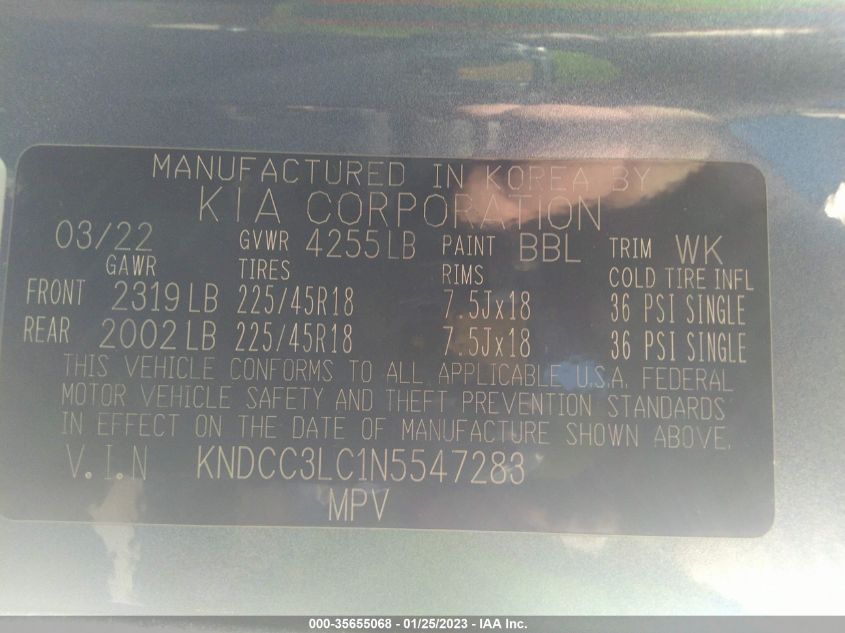 MANUFACTURED IN KOREA BY
KIA CORPORATION
03/22 GVWR 4255LB PAINT BBL TRIM WK
GAWR TIRES RIMS COLD TIRE INFL
FRONT 2319LB 225/45R18 7.5Jx18 36 PSI SINGLE
REAR 2002LB 225/45R18 7.5Jx18 36 PSI SINGLE
THIS VEHICLE CONFORMS TO ALL APPLICABLE U.S.A. FEDERAL
MOTOR VEHICLE SAFETY AND THEFT PREVENTION STANDARDS
IN EFFECT ON THE DATE OF MANUFACTURE SHOWN ABOVE.
V.I.N KNDCC3LC1N5547283
MPV
000-35655068 - 01/25/2023 - IAA Inc.